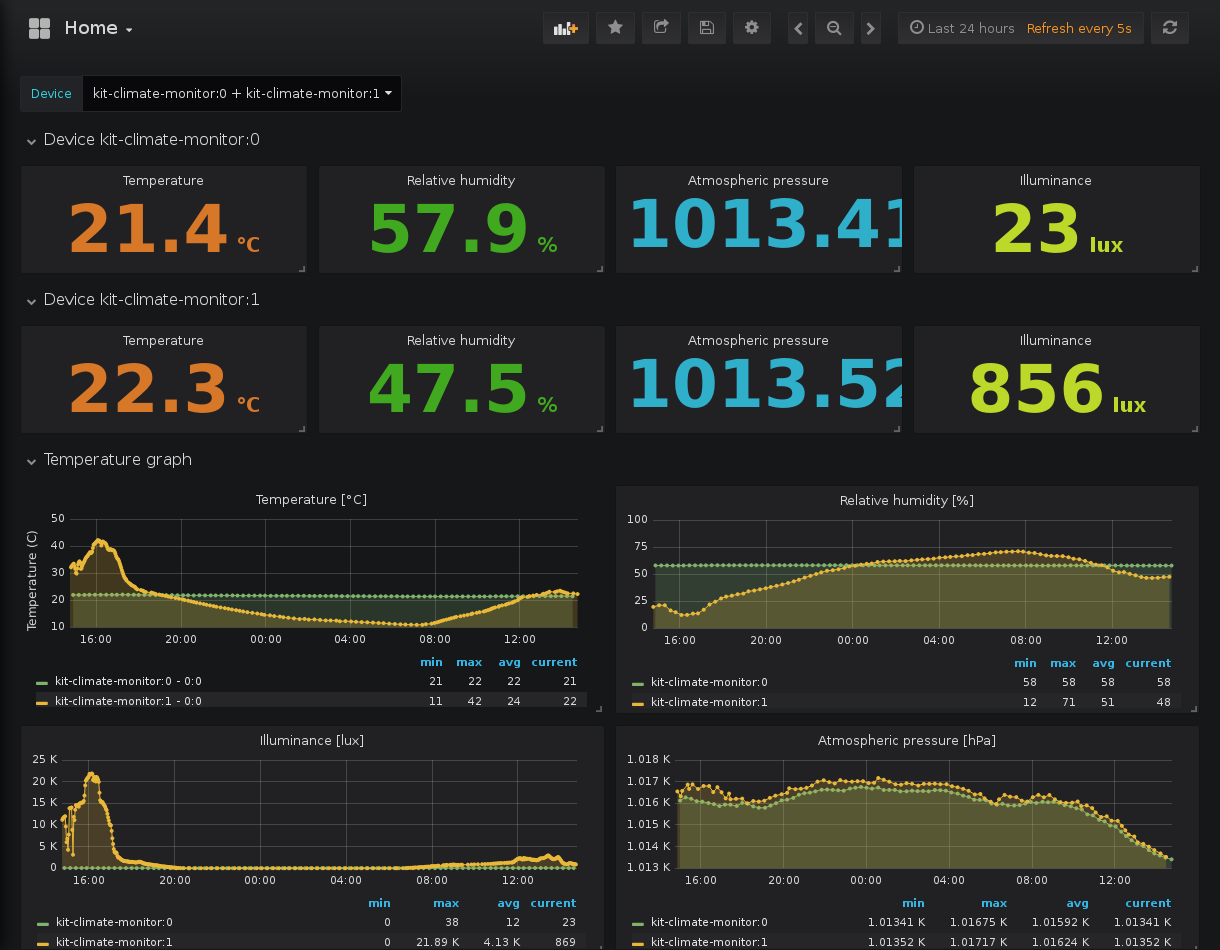 Home
Last 24 hours Refresh every 5s
Device kit-climate-monitor:0 + kit-climate-monitor:1
Device kit-climate-monitor:0
Temperature Relative humidity Atmospheric pressure Illuminance
21.4 °C 57.9 % 1013.41 23 lux
Device kit-climate-monitor:1
Temperature Relative humidity Atmospheric pressure Illuminance
22.3 °C 47.5 % 1013.52 856 lux
Temperature graph
Temperature [°C]
Temperature (C)
50
40
30
20
10
16:00 20:00 00:00 04:00 08:00 12:00
min max avg current
kit-climate-monitor:0 - 0:0 21 22 22 21
kit-climate-monitor:1 - 0:0 11 42 24 22
Relative humidity [%]
100
75
50
25
0
16:00 20:00 00:00 04:00 08:00 12:00
min max avg current
kit-climate-monitor:0 58 58 58 58
kit-climate-monitor:1 12 71 51 48
Illuminance [lux]
25 K
20 K
15 K
10 K
5 K
0
16:00 20:00 00:00 04:00 08:00 12:00
min max avg current
kit-climate-monitor:0 0 38 12 23
kit-climate-monitor:1 0 21.89 K 4.13 K 869
Atmospheric pressure [hPa]
1.018 K
1.017 K
1.016 K
1.015 K
1.014 K
1.013 K
16:00 20:00 00:00 04:00 08:00 12:00
min max avg current
kit-climate-monitor:0 1.01341 K 1.01675 K 1.01592 K 1.01341 K
kit-climate-monitor:1 1.01352 K 1.01717 K 1.01624 K 1.01352 K